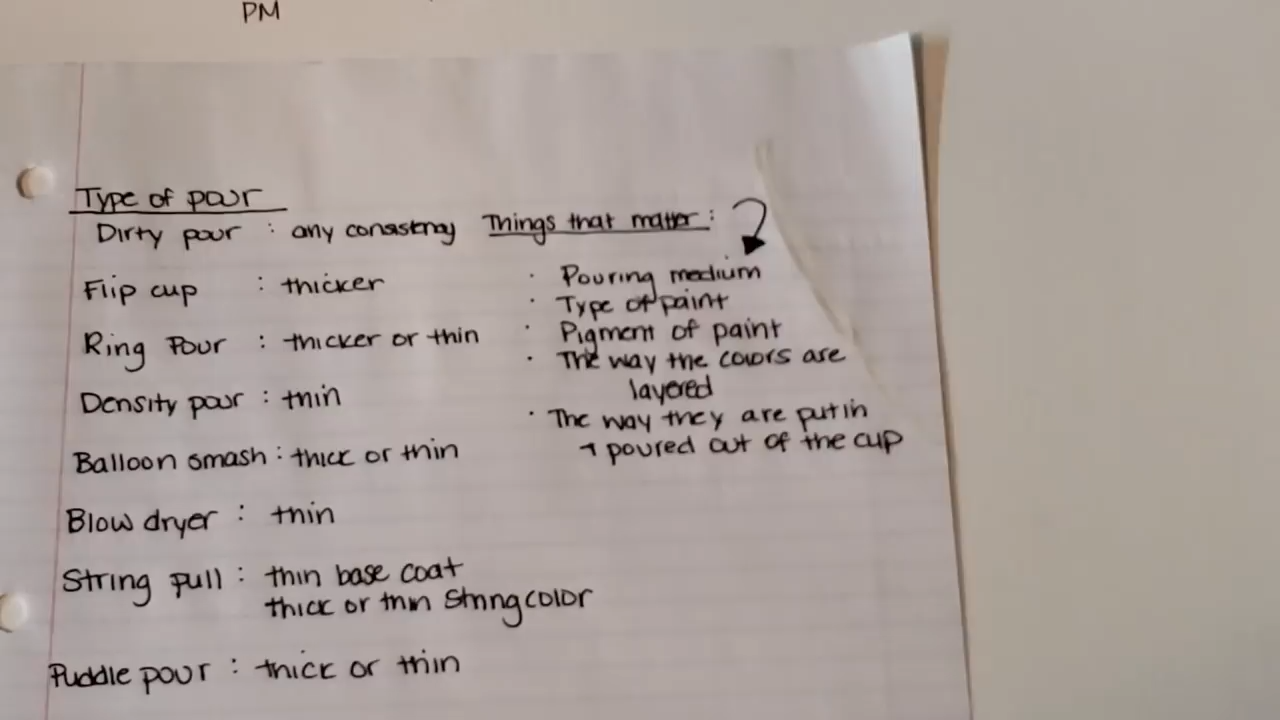 PM
Type of pour
Dirty pour : any consistency
Things that matter :
Flip cup : thicker
Ring Pour : thicker or thin
Density pour : thin
Balloon smash : thick or thin
Blow dryer : thin
String pull : thin base coat
thick or thin String color
Puddle pour : thick or thin
· Pouring medium
· Type of paint
· Pigment of paint
· The way the colors are
layered
· The way they are put in
+ poured out of the cup